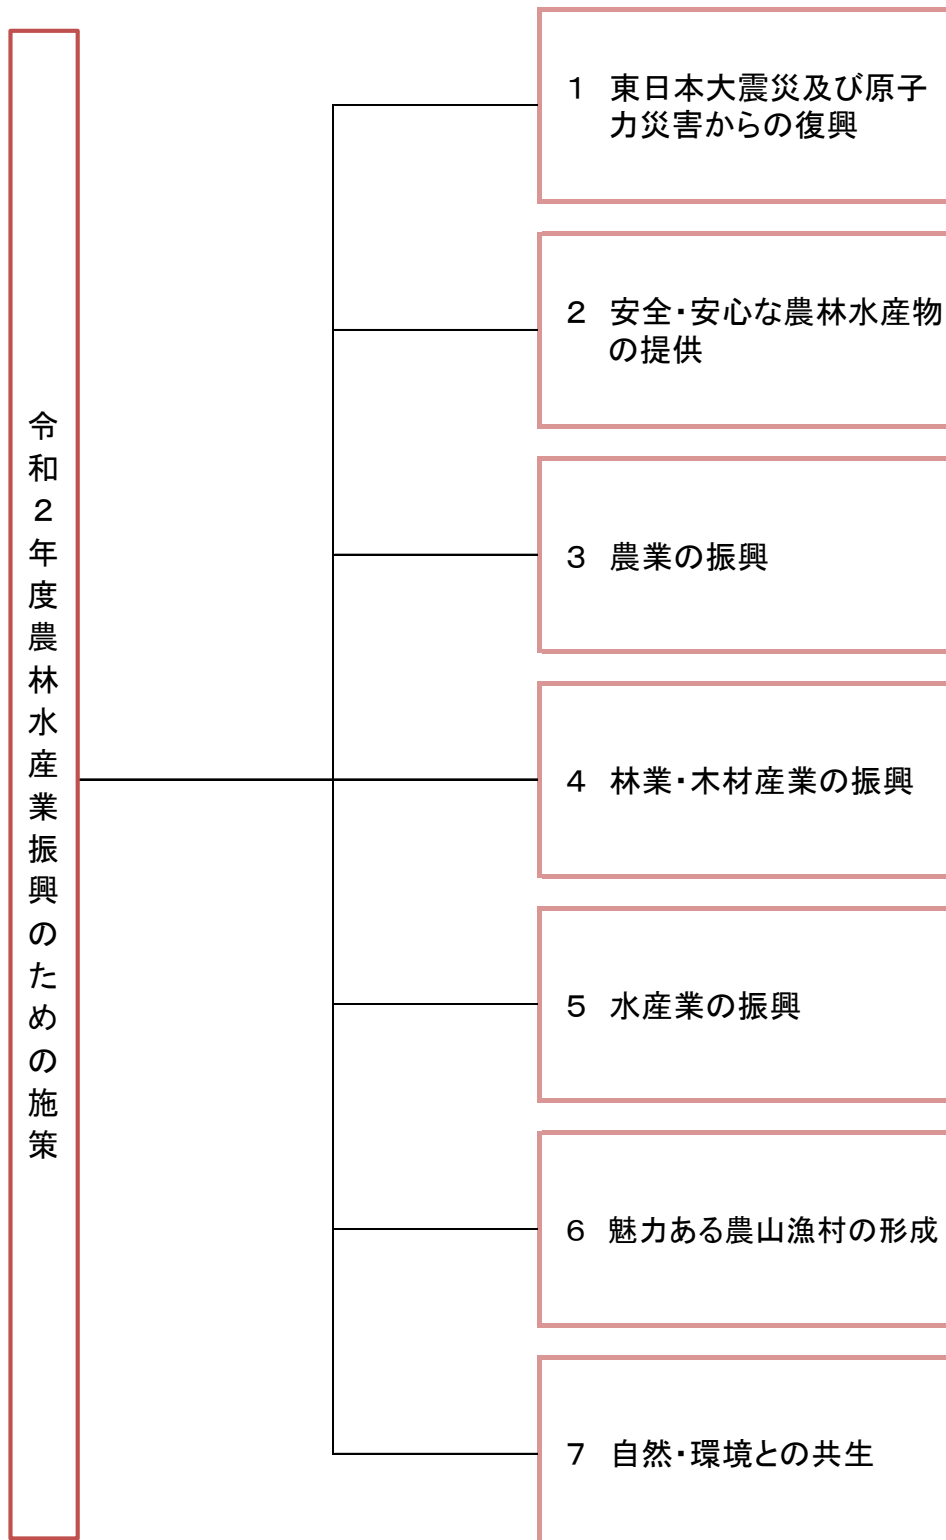 令和２年度農林水産業振興のための施策
１　東日本大震災及び原子
力災害からの復興
２　安全・安心な農林水産物
の提供
３　農業の振興
４　林業・木材産業の振興
５　水産業の振興
６　魅力ある農山漁村の形成
７　自然・環境との共生